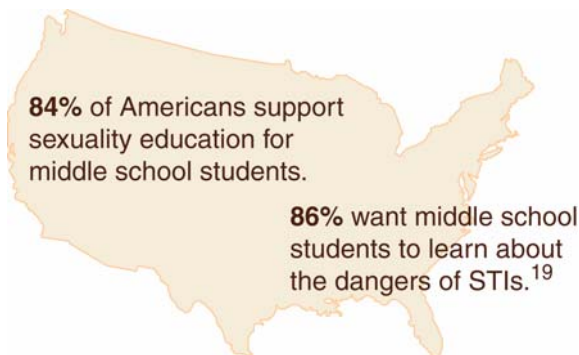 84% of Americans support
sexuality education for
middle school students.
86% want middle school
students to learn about
the dangers of STIs.19